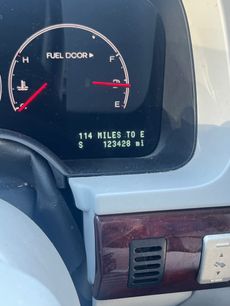 FUEL DOOR ▶
H F
C E
114 MILES TO E
S 123428 mi